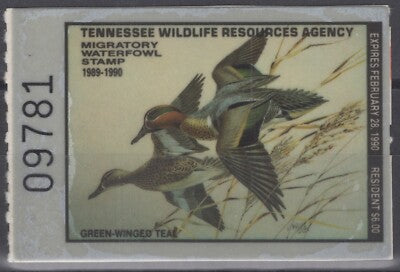 TENNESSEE WILDLIFE RESOURCES AGENCY
MIGRATORY
WATERFOWL
STAMP
1989-1990
09781
EXPIRES FEBRUARY 28, 1990
RESIDENT $6.00
GREEN-WINGED TEAL